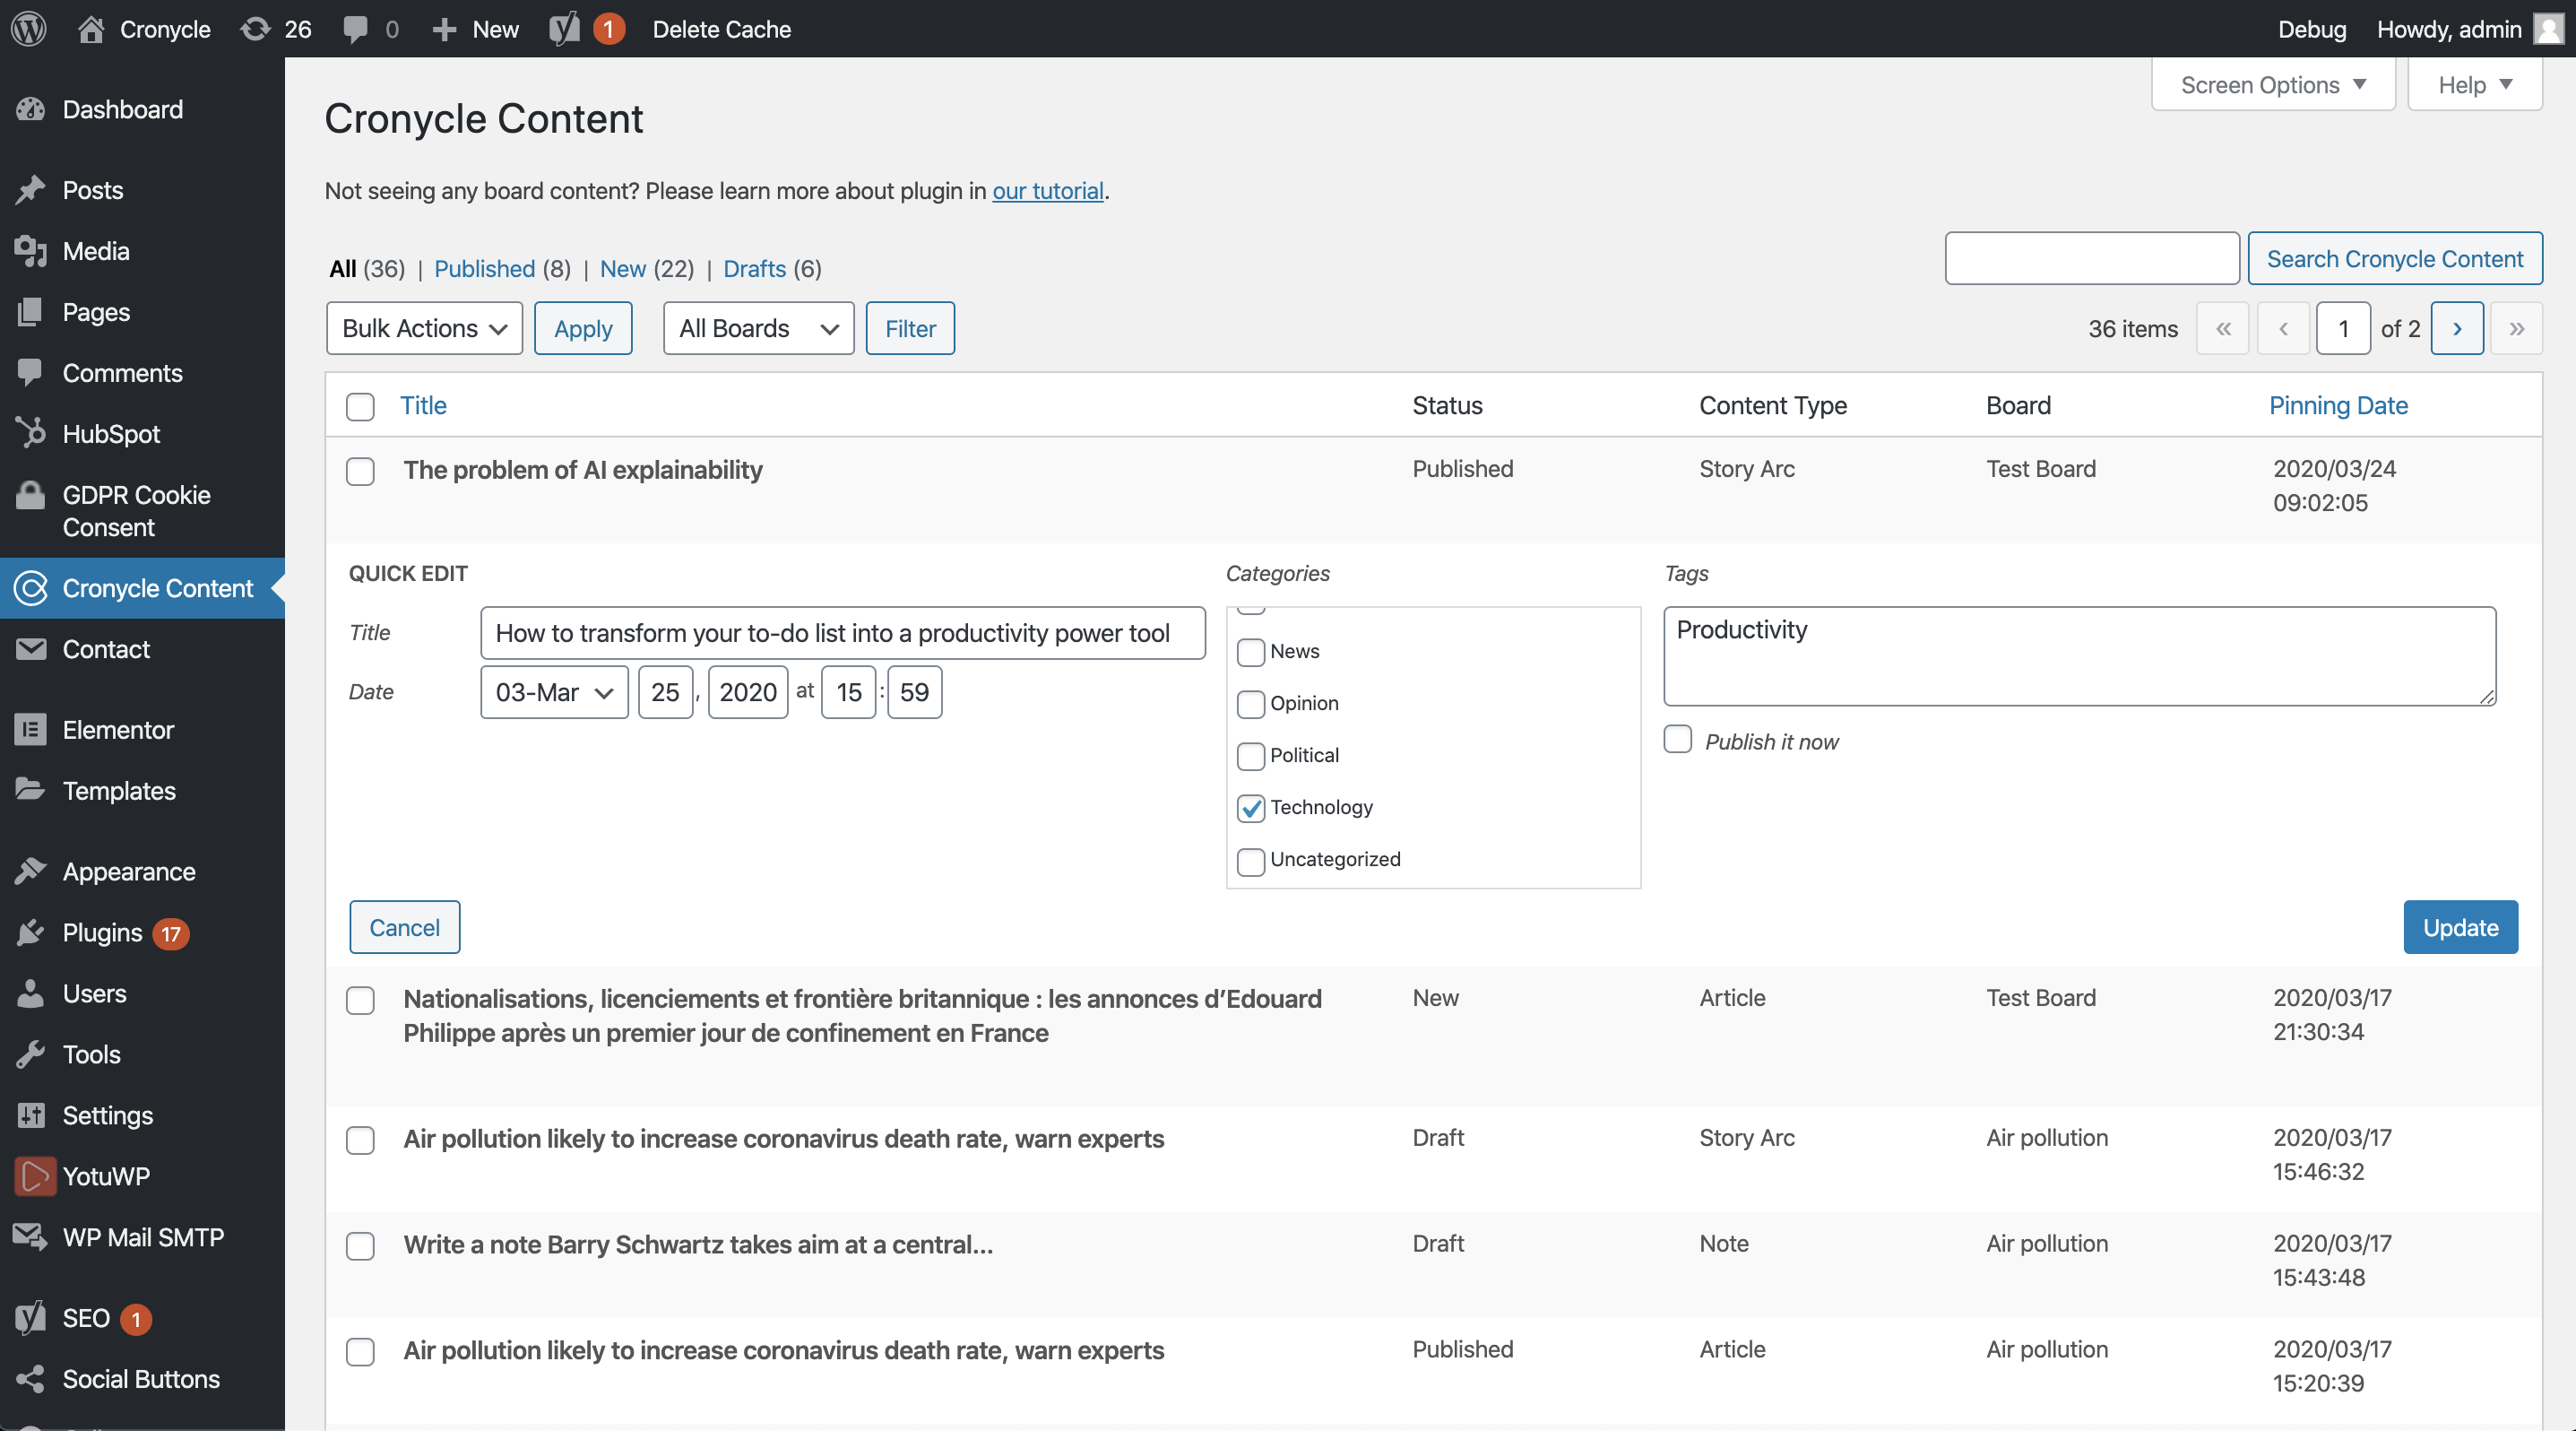 Cronycle 26 0 New 1 Delete Cache Debug Howdy, admin
Dashboard
Posts
Media
Pages
Comments
HubSpot
GDPR Cookie
Consent
Cronycle Content
Contact
Elementor
Templates
Appearance
Plugins 17
Users
Tools
Settings
YotuWP
WP Mail SMTP
SEO 1
Social Buttons
Screen Options Help
Cronycle Content
Not seeing any board content? Please learn more about plugin in our tutorial.
All (36) | Published (8) | New (22) | Drafts (6)
Search Cronycle Content
Bulk Actions Apply All Boards Filter 36 items « ‹ 1 of 2 › »
Title Status Content Type Board Pinning Date
The problem of AI explainability Published Story Arc Test Board 2020/03/24
09:02:05
QUICK EDIT Categories Tags
Title How to transform your to-do list into a productivity power tool
Date 03-Mar 25 , 2020 at 15 : 59
News
Opinion
Political
Technology
Uncategorized
Productivity
Publish it now
Cancel Update
Nationalisations, licenciements et frontière britannique : les annonces d’Edouard New Article Test Board 2020/03/17
Philippe après un premier jour de confinement en France 21:30:34
Air pollution likely to increase coronavirus death rate, warn experts Draft Story Arc Air pollution 2020/03/17
15:46:32
Write a note Barry Schwartz takes aim at a central... Draft Note Air pollution 2020/03/17
15:43:48
Air pollution likely to increase coronavirus death rate, warn experts Published Article Air pollution 2020/03/17
15:20:39